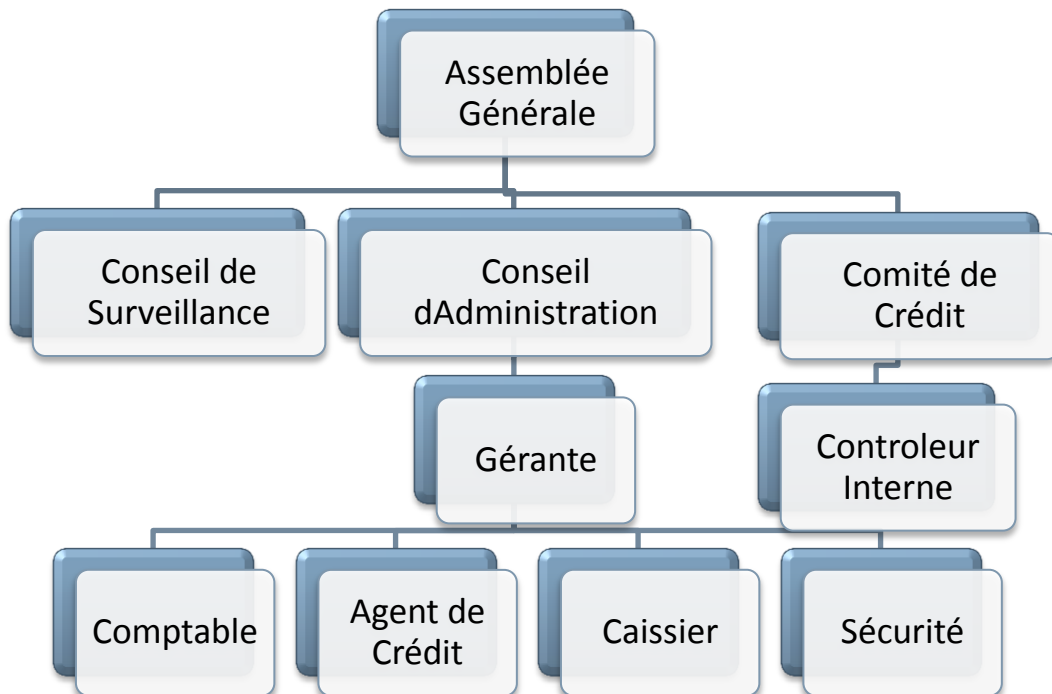 Assemblée
Générale
Conseil de
Surveillance
Conseil
dAdministration
Comité de
Crédit
Gérante
Controleur
Interne
Comptable
Agent de
Crédit
Caissier
Sécurité